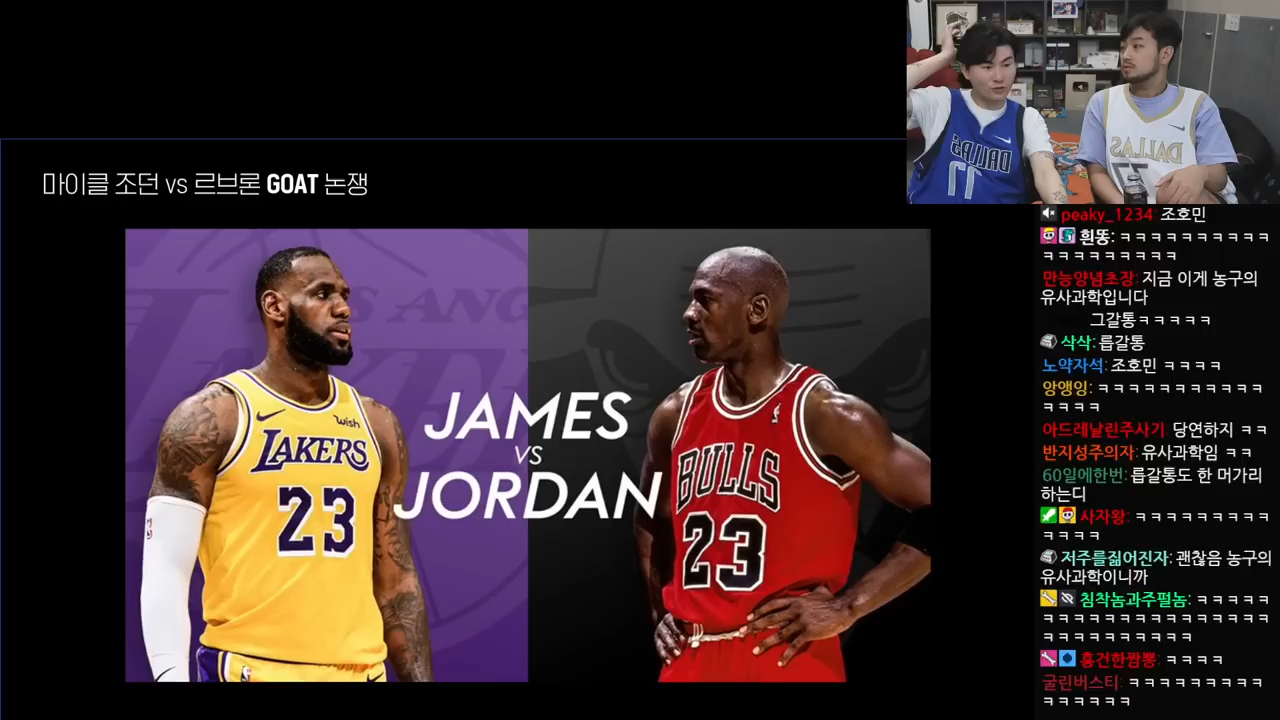 마이클 조던 vs 르브론 GOAT 논쟁
LOS ANG
wish
LAKERS
23
JAMES
VS
JORDAN
BULLS
23
DALLAS
DALLAS
peaky_1234 조호민
흰똥: ㅋㅋㅋㅋㅋㅋㅋㅋㅋㅋ
ㅋㅋㅋㅋㅋㅋㅋㅋㅋ
만능양념초장: 지금 이게 농구의
유사과학입니다
그갈통ㅋㅋㅋㅋㅋ
삭삭: 릅갈통
노약자석: 조호민 ㅋㅋㅋㅋ
앙앵잉: ㅋㅋㅋㅋㅋㅋㅋㅋㅋㅋㅋ
ㅋㅋㅋㅋ
아드레날린주사기 당연하지 ㅋㅋ
반지성주의자: 유사과학임 ㅋㅋ
60일에한번: 릅갈통도 한 머가리
하는디
사자왕: ㅋㅋㅋㅋㅋㅋㅋㅋㅋ
ㅋㅋㅋㅋ
저주를짊어진자: 괜찮음 농구의
유사과학이니까
침착놈과주펄놈: ㅋㅋㅋㅋㅋ
ㅋㅋㅋㅋㅋㅋㅋㅋㅋㅋㅋㅋㅋㅋㅋ
ㅋㅋㅋㅋㅋㅋㅋㅋㅋㅋ
흥건한짬뽕: ㅋㅋㅋㅋ
굴린버스티: ㅋㅋㅋㅋㅋㅋㅋㅋㅋ
ㅋㅋㅋㅋㅋㅋ